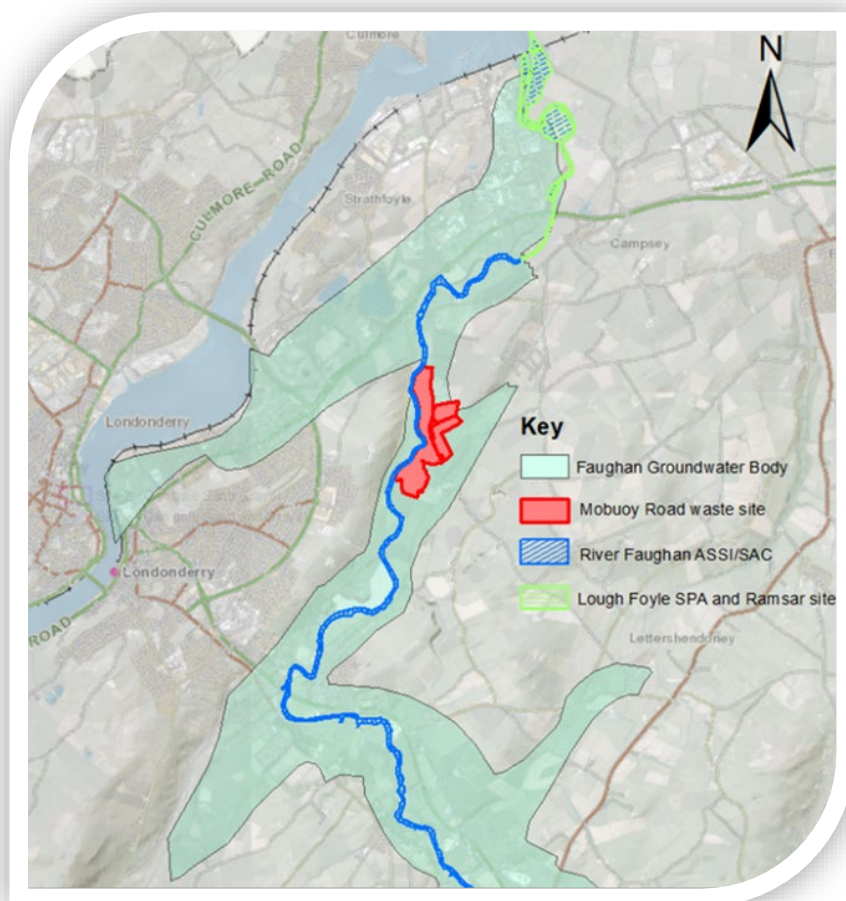 Culmore
N
CULMORE ROAD
Strathfoyle
Campsey
Londonderry
Key
Faughan Groundwater Body
Mobuoy Road waste site
River Faughan ASSI/SAC
Londonderry
Lough Foyle SPA and Ramsar site
ROAD
Lettershendoney